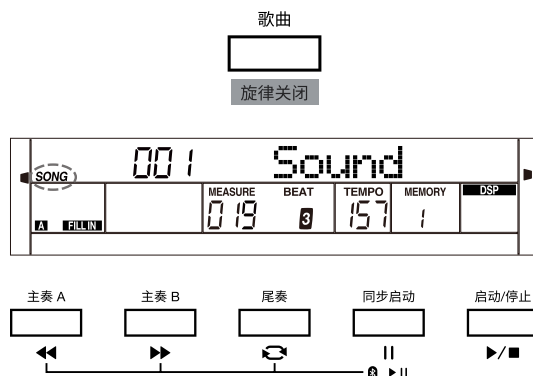 歌曲
旋律关闭
001 Sound
SONG
MEASURE BEAT TEMPO MEMORY DSP
019 3 157 1
A FILL IN
主奏 A 主奏 B 尾奏 同步启动 启动/停止